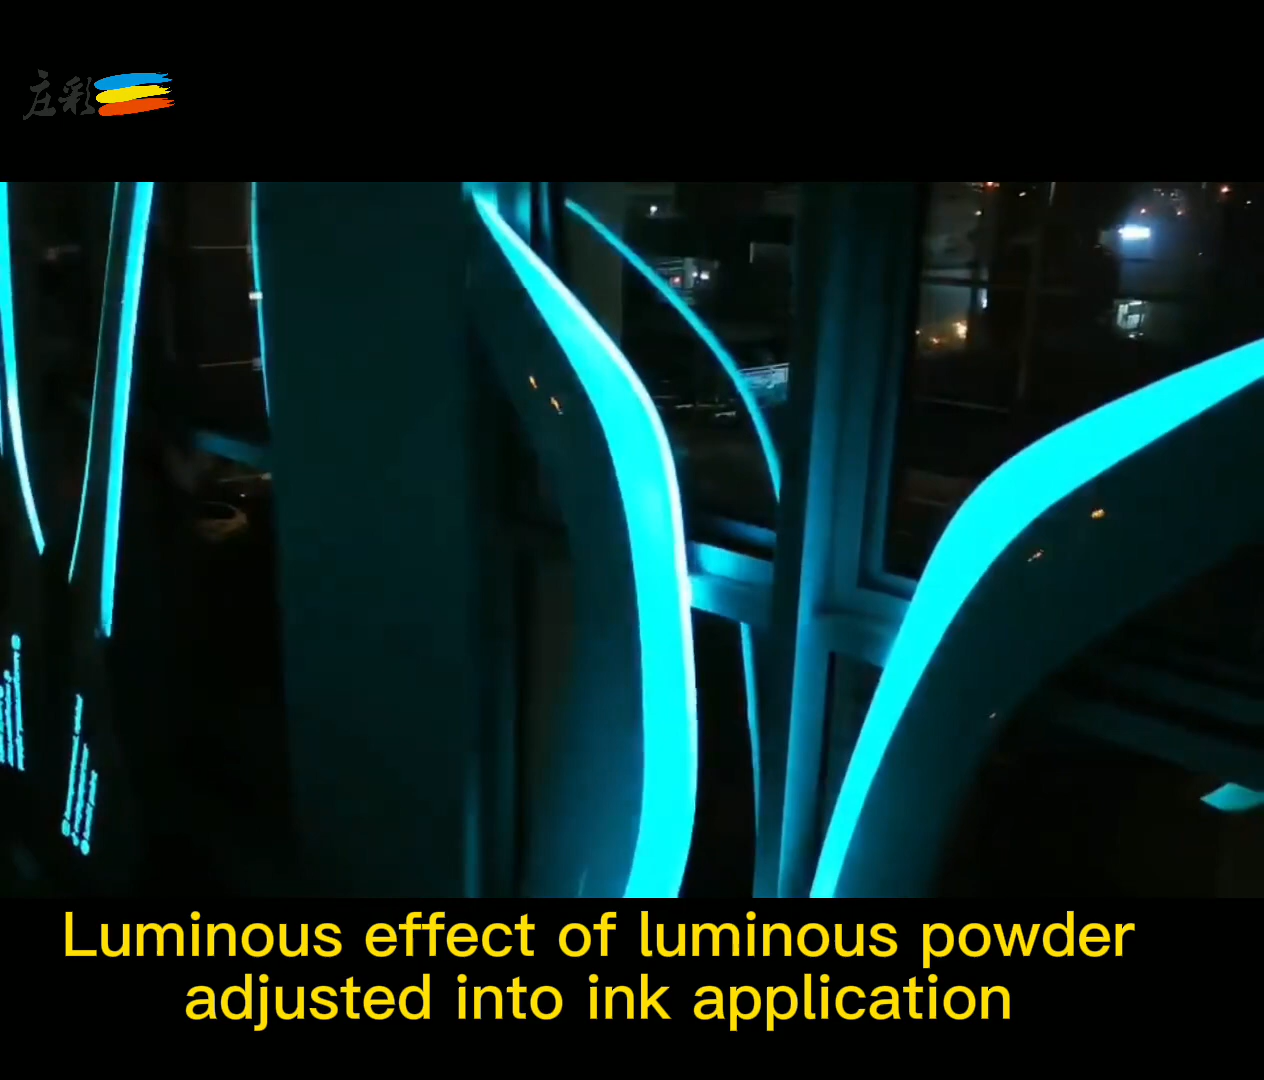 庄彩
Luminous effect of luminous powder
adjusted into ink application